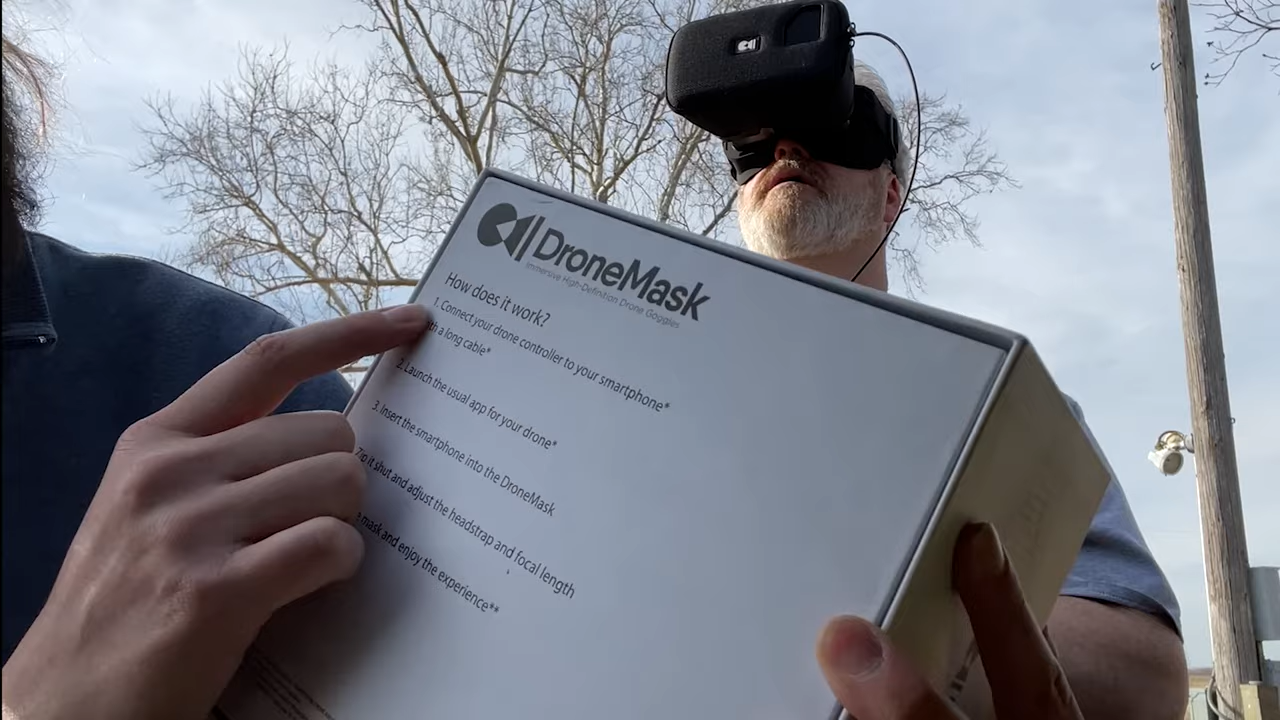 DroneMask
Immersive High-Definition Drone Goggles
How does it work?
1. Connect your drone controller to your smartphone*
a long cable*
2. Launch the usual app for your drone*
3. Insert the smartphone into the DroneMask
Zip it shut and adjust the headstrap and focal length
mask and enjoy the experience**